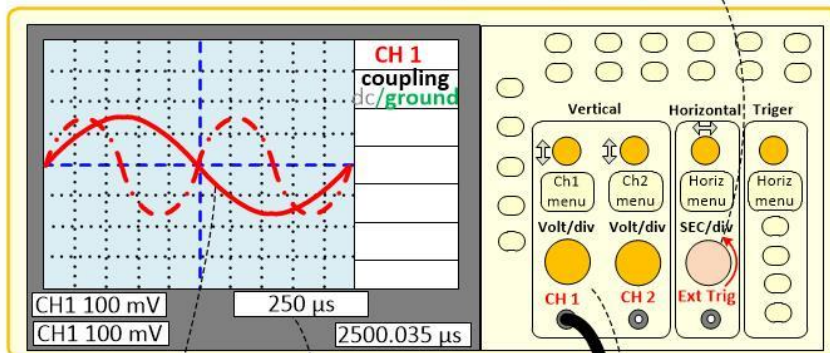 CH 1
coupling
dc/ground
CH1 100 mV
250 µs
CH1 100 mV
2500.035 µs
Vertical
Horizontal
Triger
Ch1
menu
Ch2
menu
Horiz
menu
Horiz
menu
Volt/div
Volt/div
SEC/div
CH 1
CH 2
Ext Trig